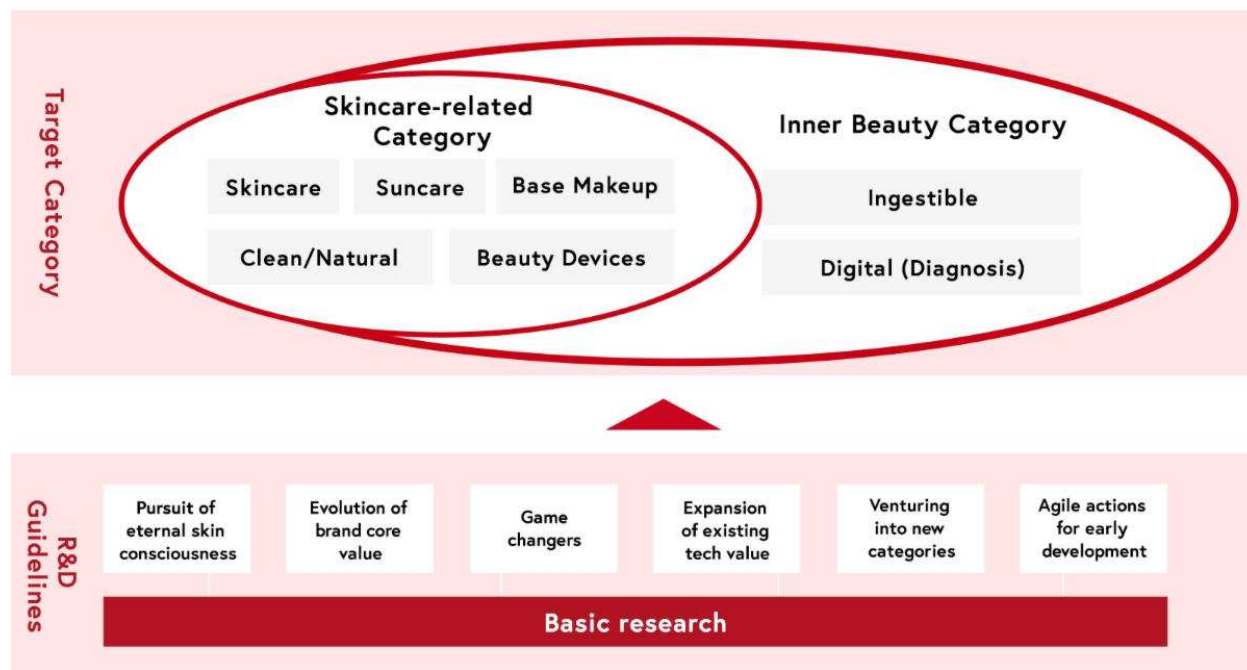 Target Category
Skincare-related
Category
Skincare
Suncare
Base Makeup
Clean/Natural
Beauty Devices
Inner Beauty Category
Ingestible
Digital (Diagnosis)
R&D
Guidelines
Pursuit of
eternal skin
consciousness
Evolution of
brand core
value
Game
changers
Expansion
of existing
tech value
Venturing
into new
categories
Agile actions
for early
development
Basic research